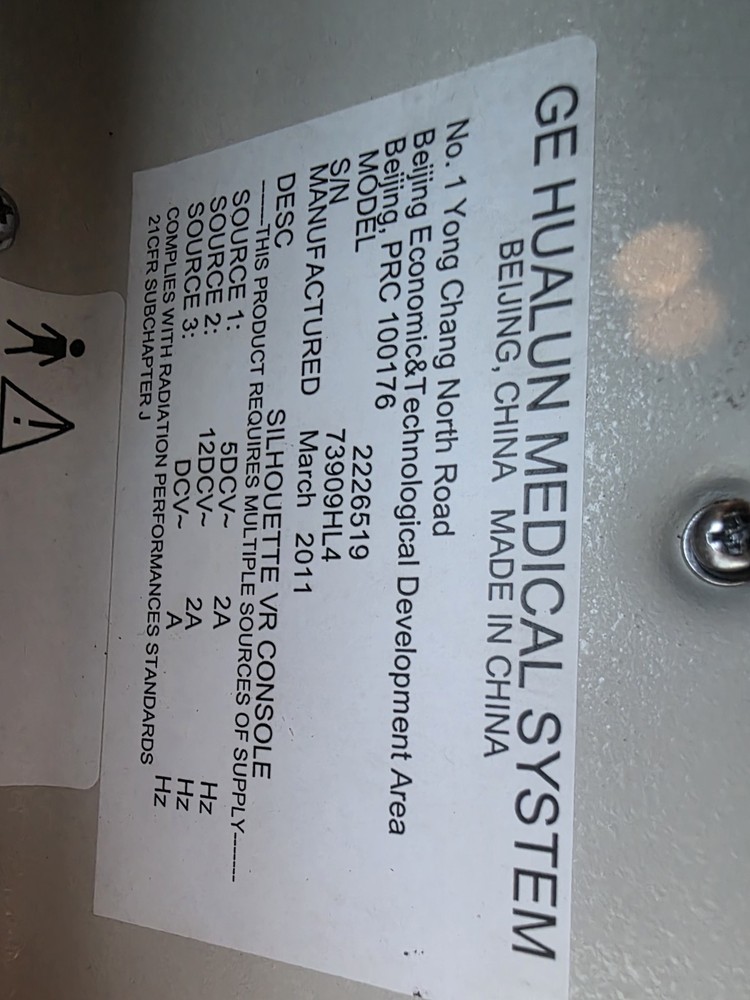 GE HUALUN MEDICAL SYSTEM
BEIJING, CHINA MADE IN CHINA
No. 1 Yong Chang North Road
Beijing Economic&Technological Development Area
Beijing, PRC 100176
MODEL 2226519
S/N 73909HL4
MANUFACTURED March 2011
DESC SILHOUETTE VR CONSOLE
------THIS PRODUCT REQUIRES MULTIPLE SOURCES OF SUPPLY------
SOURCE 1: 5DCV~ 2A Hz
SOURCE 2: 12DCV~ 2A Hz
SOURCE 3: DCV~ A Hz
COMPLIES WITH RADIATION PERFORMANCES STANDARDS
21CFR SUBCHAPTER J